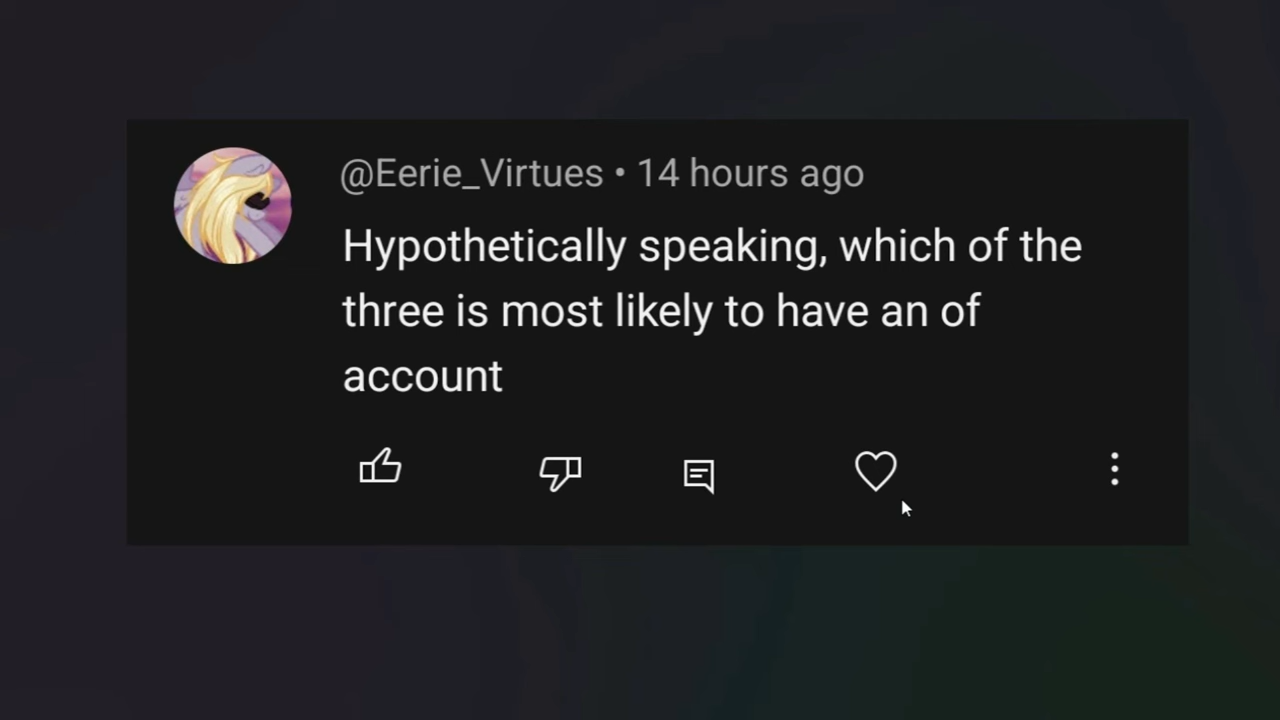 @Eerie_Virtues • 14 hours ago
Hypothetically speaking, which of the
three is most likely to have an of
account